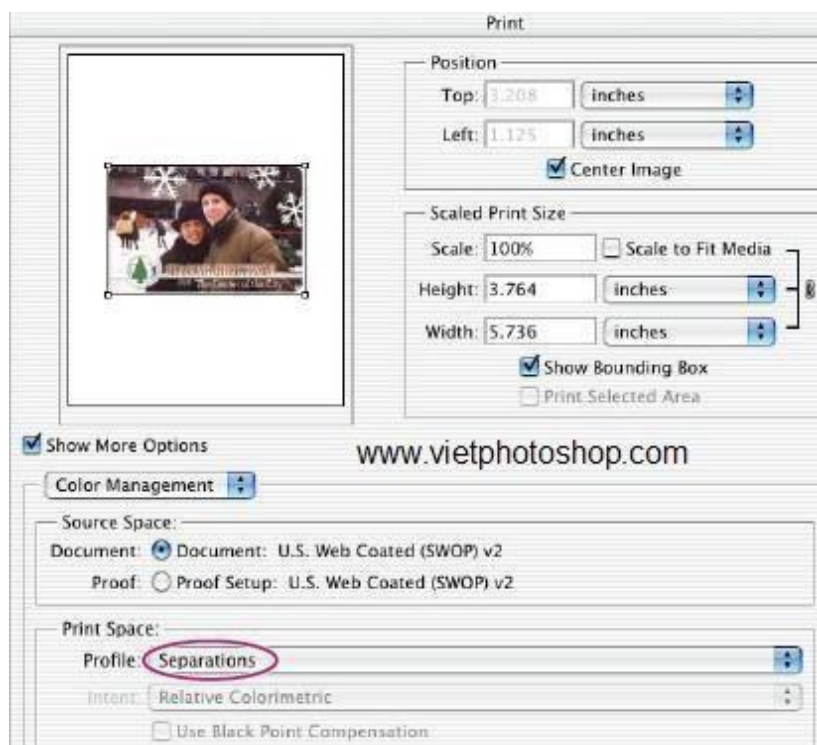 Print
Position
Top: 3.208 inches
Left: 1.125 inches
Center Image
Scaled Print Size
Scale: 100% Scale to Fit Media
Height: 3.764 inches
Width: 5.736 inches
Show Bounding Box
Print Selected Area
Show More Options
www.vietphotoshop.com
Color Management
Source Space:
Document: Document: U.S. Web Coated (SWOP) v2
Proof: Proof Setup: U.S. Web Coated (SWOP) v2
Print Space:
Profile: Separations
Intent: Relative Colorimetric
Use Black Point Compensation